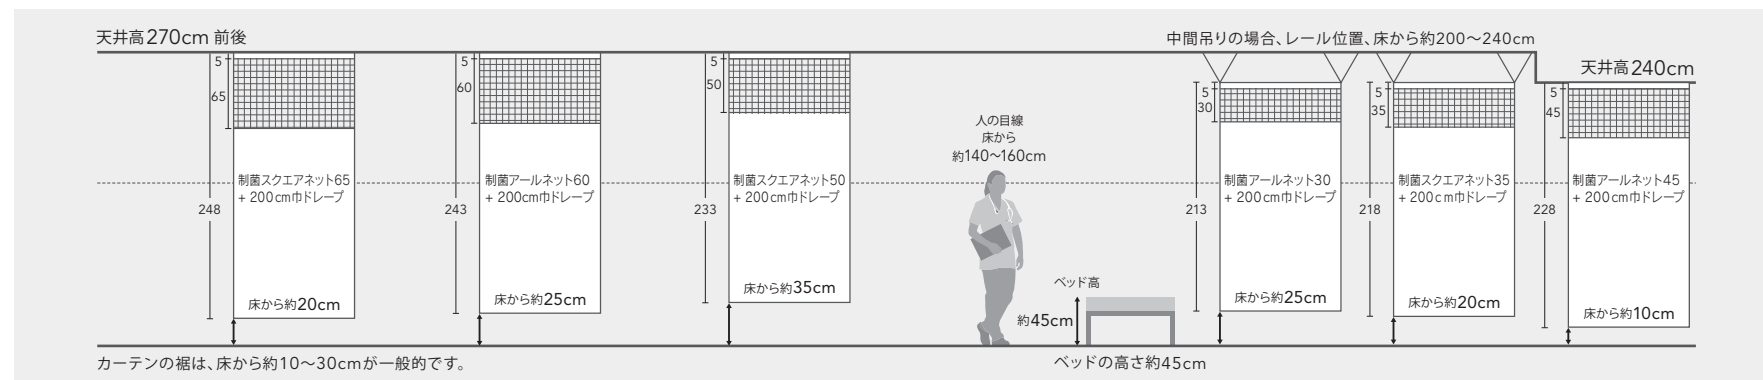 天井高270cm 前後
中間吊りの場合、レール位置、床から約200〜240cm
天井高240cm
5
65
248
制菌スクエアネット65
+ 200cm巾ドレープ
床から約20cm
5
60
243
制菌アールネット60
+ 200cm巾ドレープ
床から約25cm
5
50
233
制菌スクエアネット50
+ 200cm巾ドレープ
床から約35cm
人の目線
床から
約140〜160cm
ベッド高
約45cm
5
30
213
制菌アールネット30
+ 200cm巾ドレープ
床から約25cm
5
35
218
制菌スクエアネット35
+ 200cm巾ドレープ
床から約20cm
5
45
228
制菌アールネット45
+ 200cm巾ドレープ
床から約10cm
カーテンの裾は、床から約10〜30cmが一般的です。
ベッドの高さ約45cm